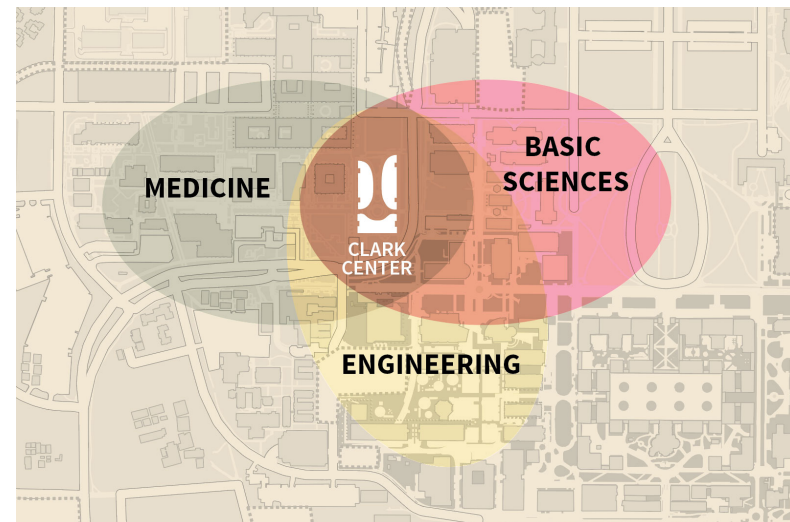 MEDICINE
BASIC
SCIENCES
CLARK
CENTER
ENGINEERING